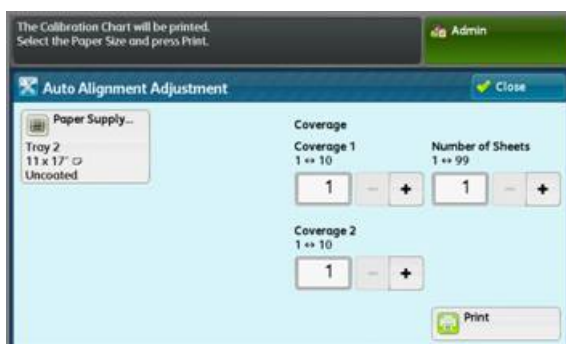 The Calibration Chart will be printed.
Select the Paper Size and press Print.
Admin
Auto Alignment Adjustment
Close
Paper Supply...
Tray 2
11 x 17"
Uncoated
Coverage
Coverage 1
1 ↔ 10
1 - +
Number of Sheets
1 ↔ 99
1 - +
Coverage 2
1 ↔ 10
1 - +
Print